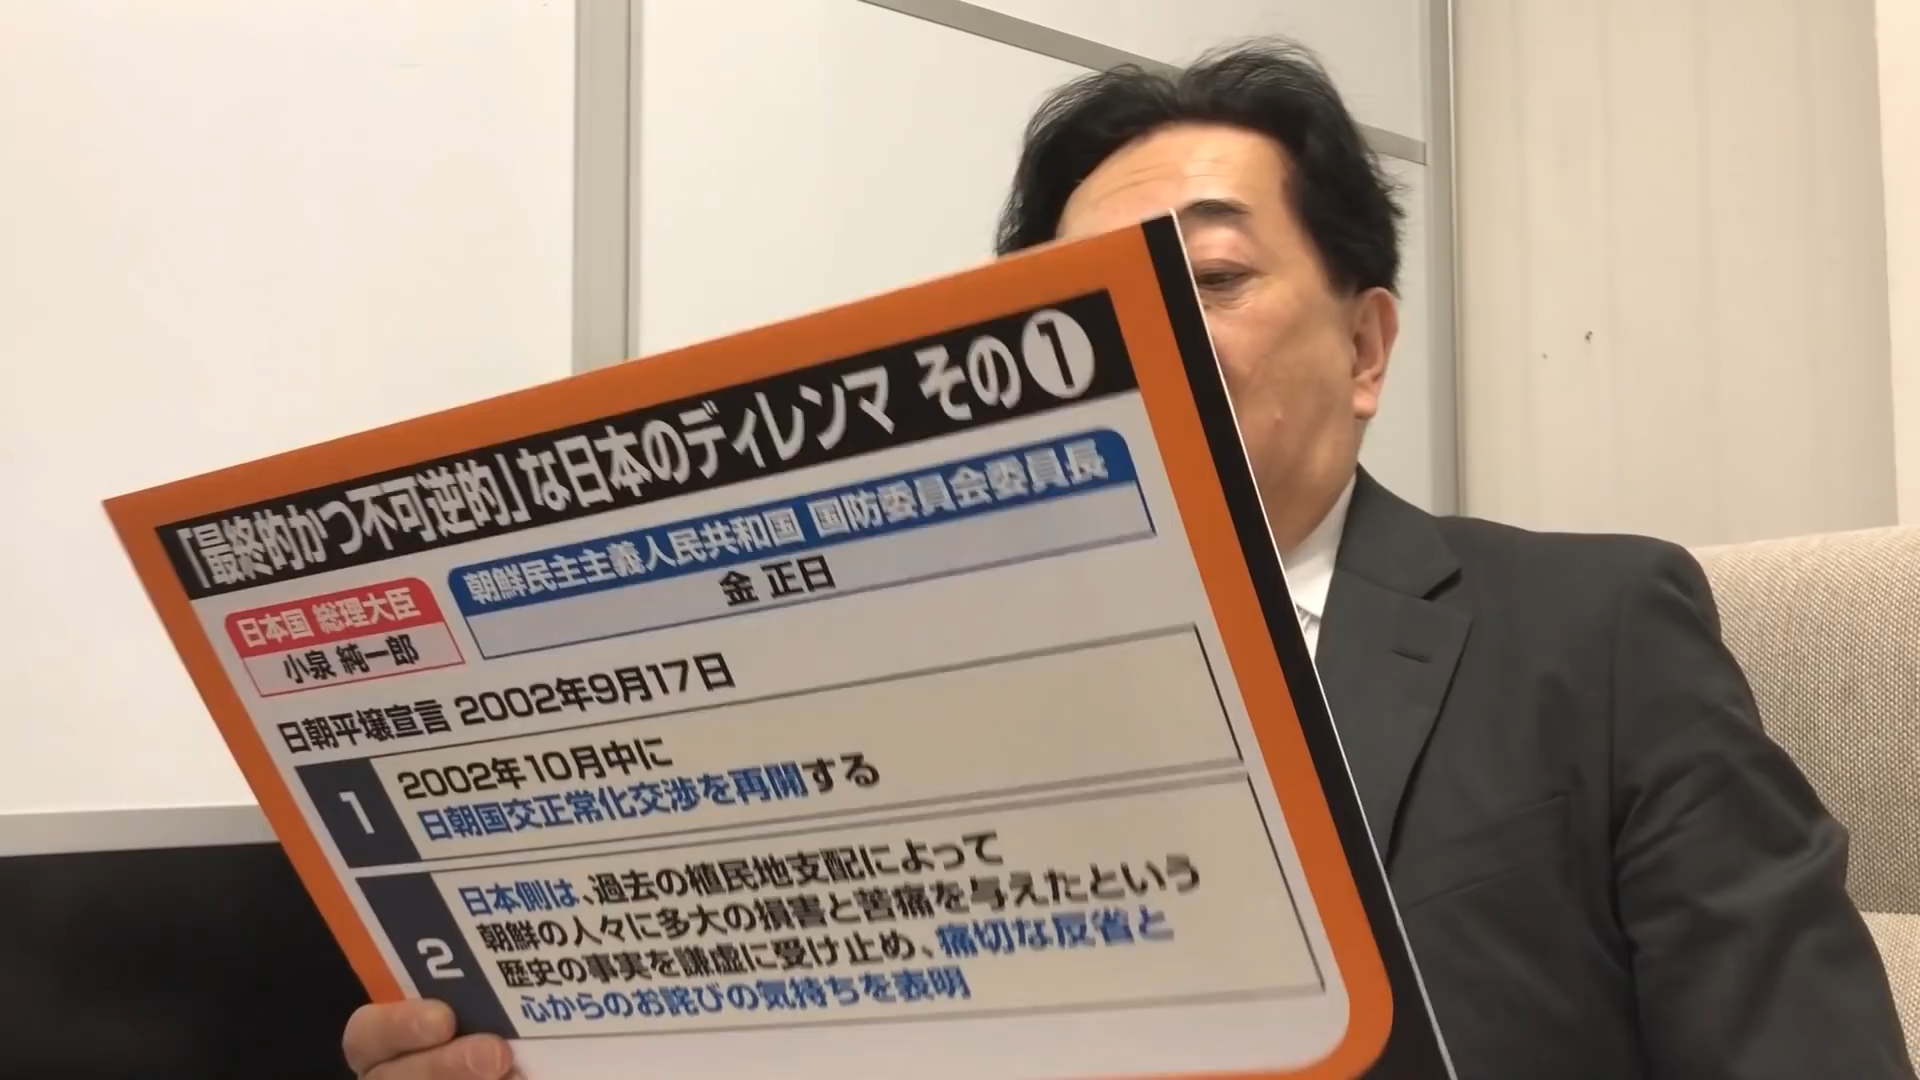 「最終的かつ不可逆的」な日本のディレンマ その❶
日本国 総理大臣
小泉 純一郎
朝鮮民主主義人民共和国 国防委員会委員長
金 正日
日朝平壌宣言 2002年9月17日
1
2002年10月中に
日朝国交正常化交渉を再開する
2
日本側は、過去の植民地支配によって
朝鮮の人々に多大の損害と苦痛を与えたという
歴史の事実を謙虚に受け止め、痛切な反省と
心からのお詫びの気持ちを表明